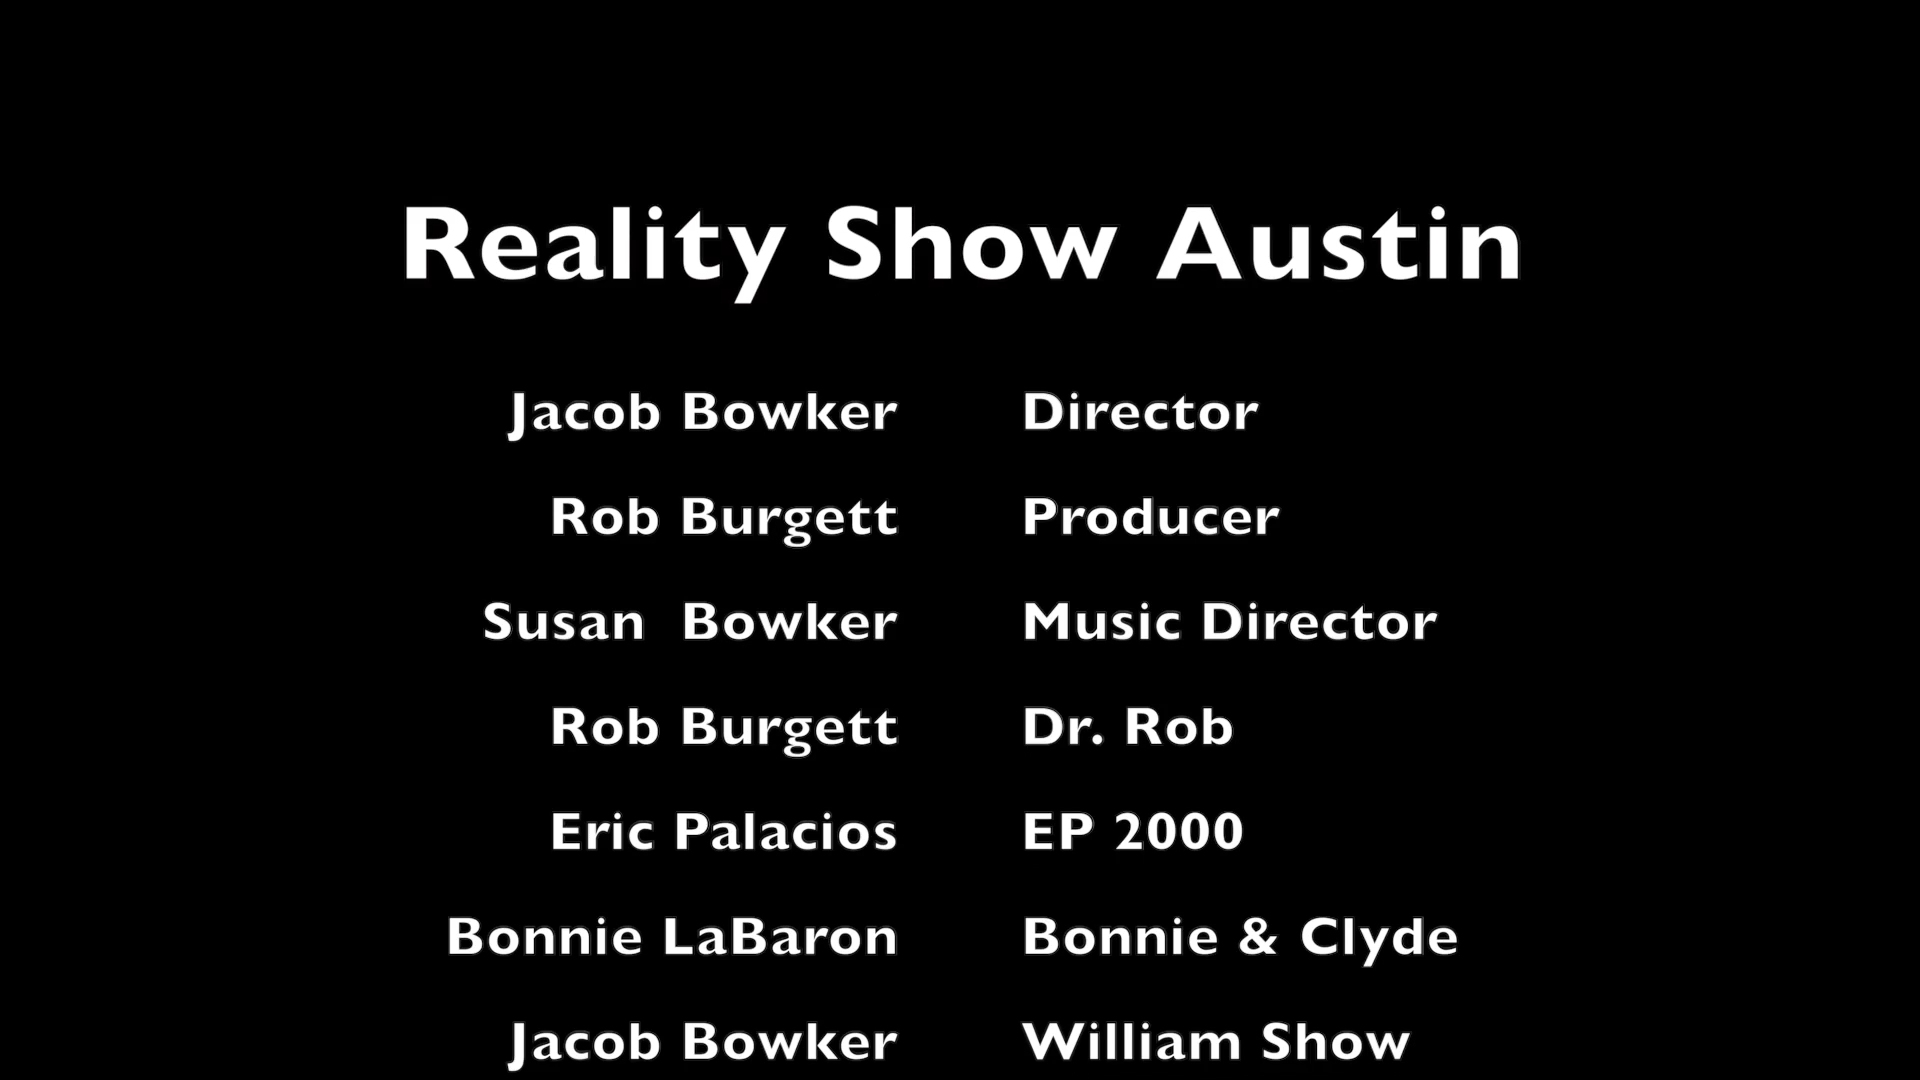 Reality Show Austin
Jacob Bowker Director
Rob Burgett Producer
Susan  Bowker Music Director
Rob Burgett Dr. Rob
Eric Palacios EP 2000
Bonnie LaBaron Bonnie & Clyde
Jacob Bowker William Show